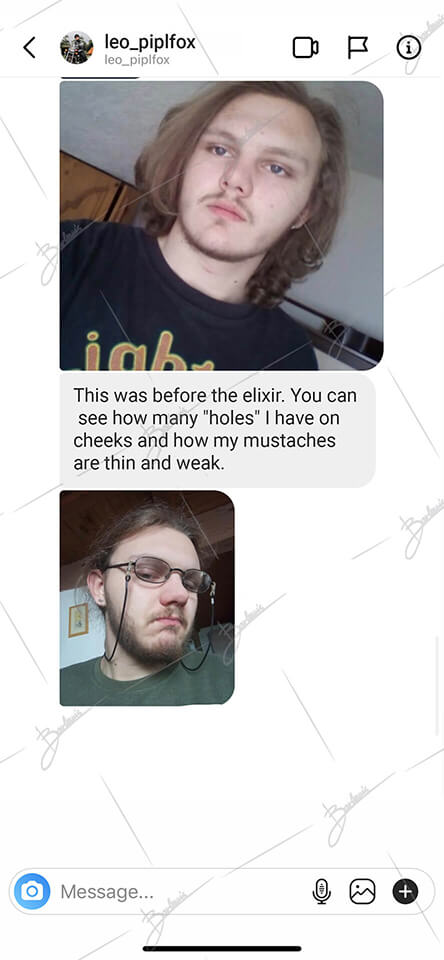 leo_piplfox
leo_piplfox
This was before the elixir. You can
see how many "holes" I have on
cheeks and how my mustaches
are thin and weak.
Message...